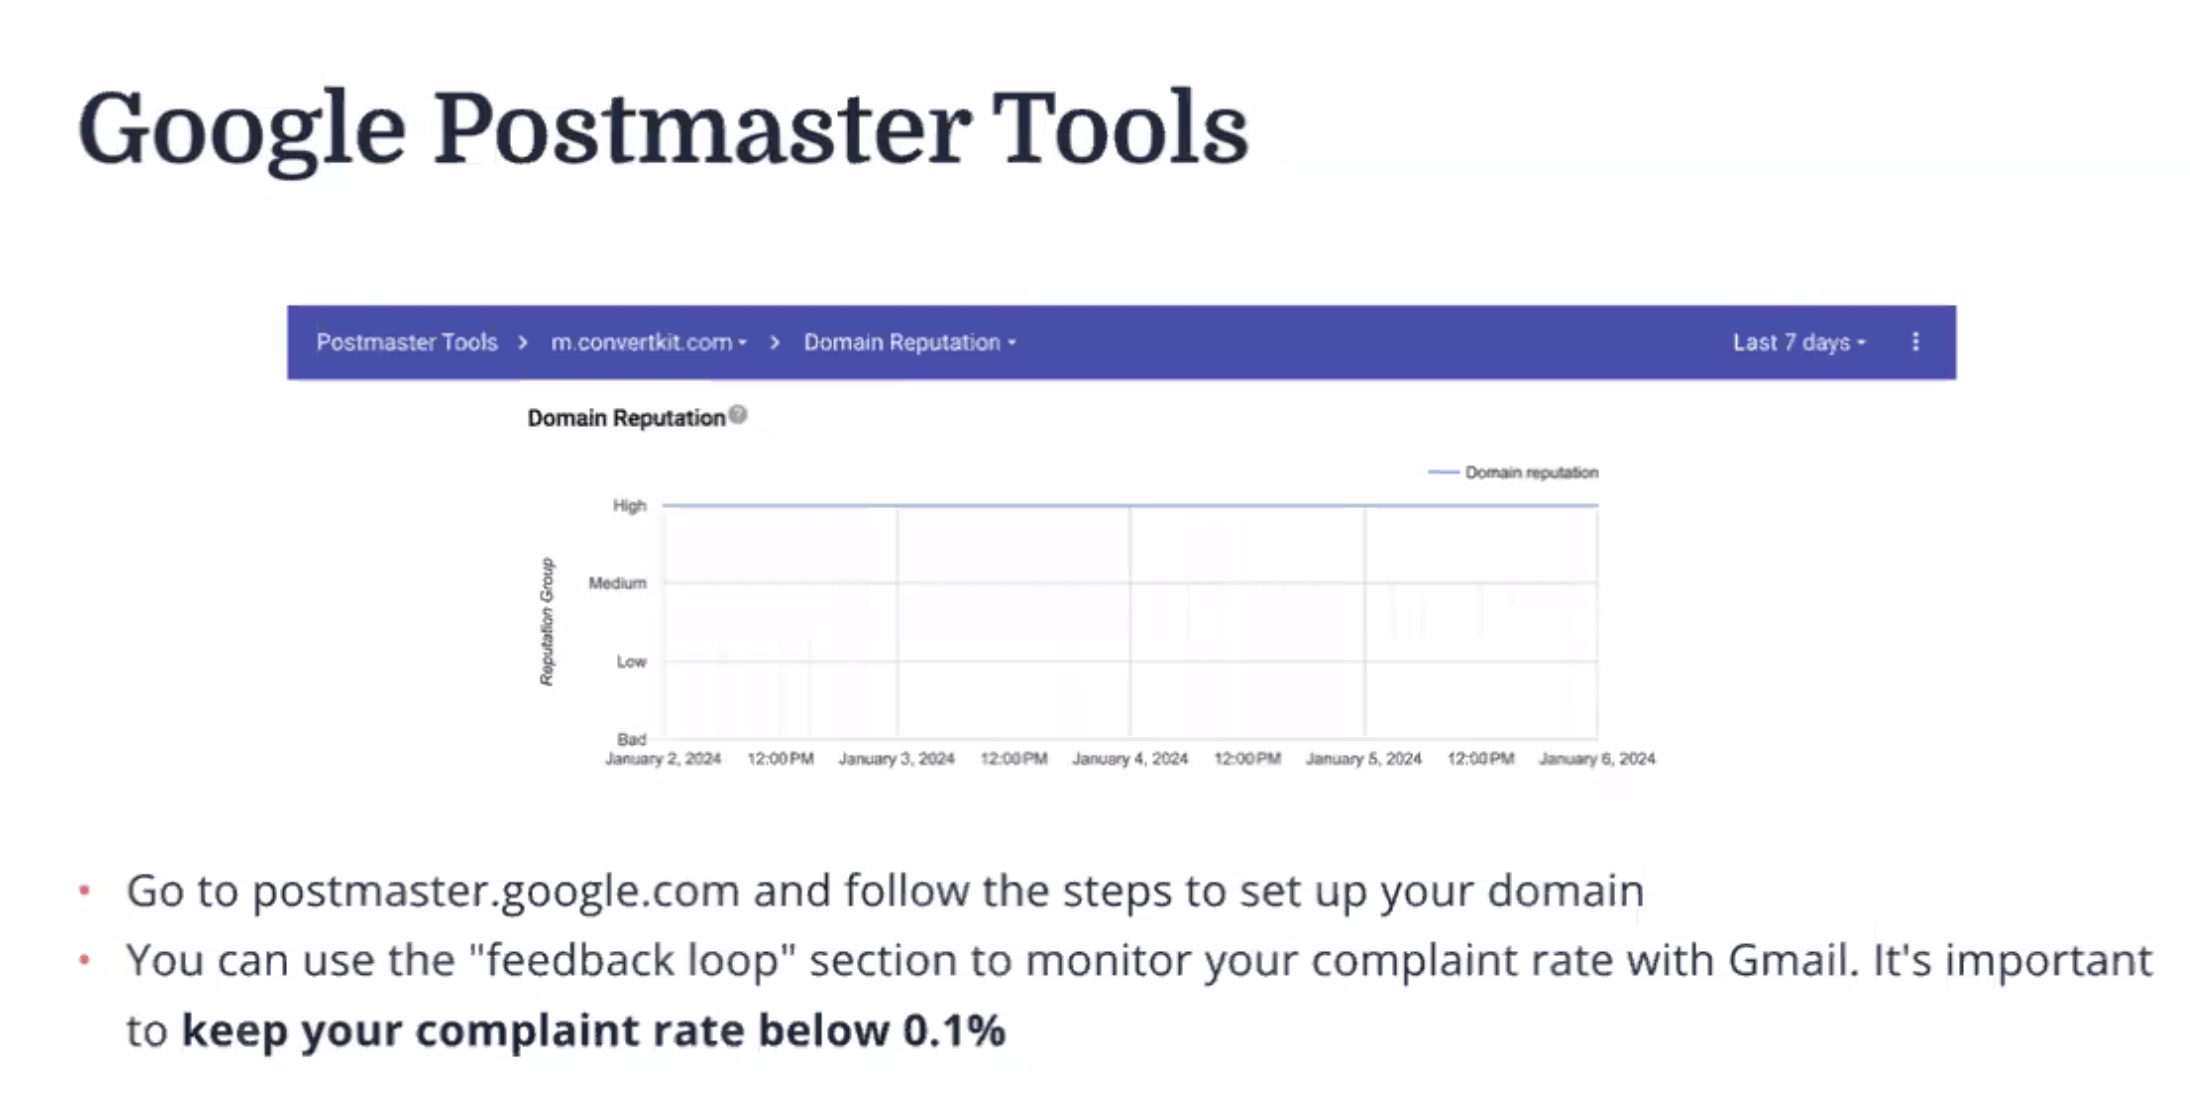 Google Postmaster Tools
Postmaster Tools > m.convertkit.com > Domain Reputation Last 7 days
Domain Reputation ?
Domain reputation
High
Medium
Low
Bad
Reputation Group
January 2, 2024 12:00 PM January 3, 2024 12:00 PM January 4, 2024 12:00 PM January 5, 2024 12:00 PM January 6, 2024
• Go to postmaster.google.com and follow the steps to set up your domain
• You can use the "feedback loop" section to monitor your complaint rate with Gmail. It's important
to keep your complaint rate below 0.1%